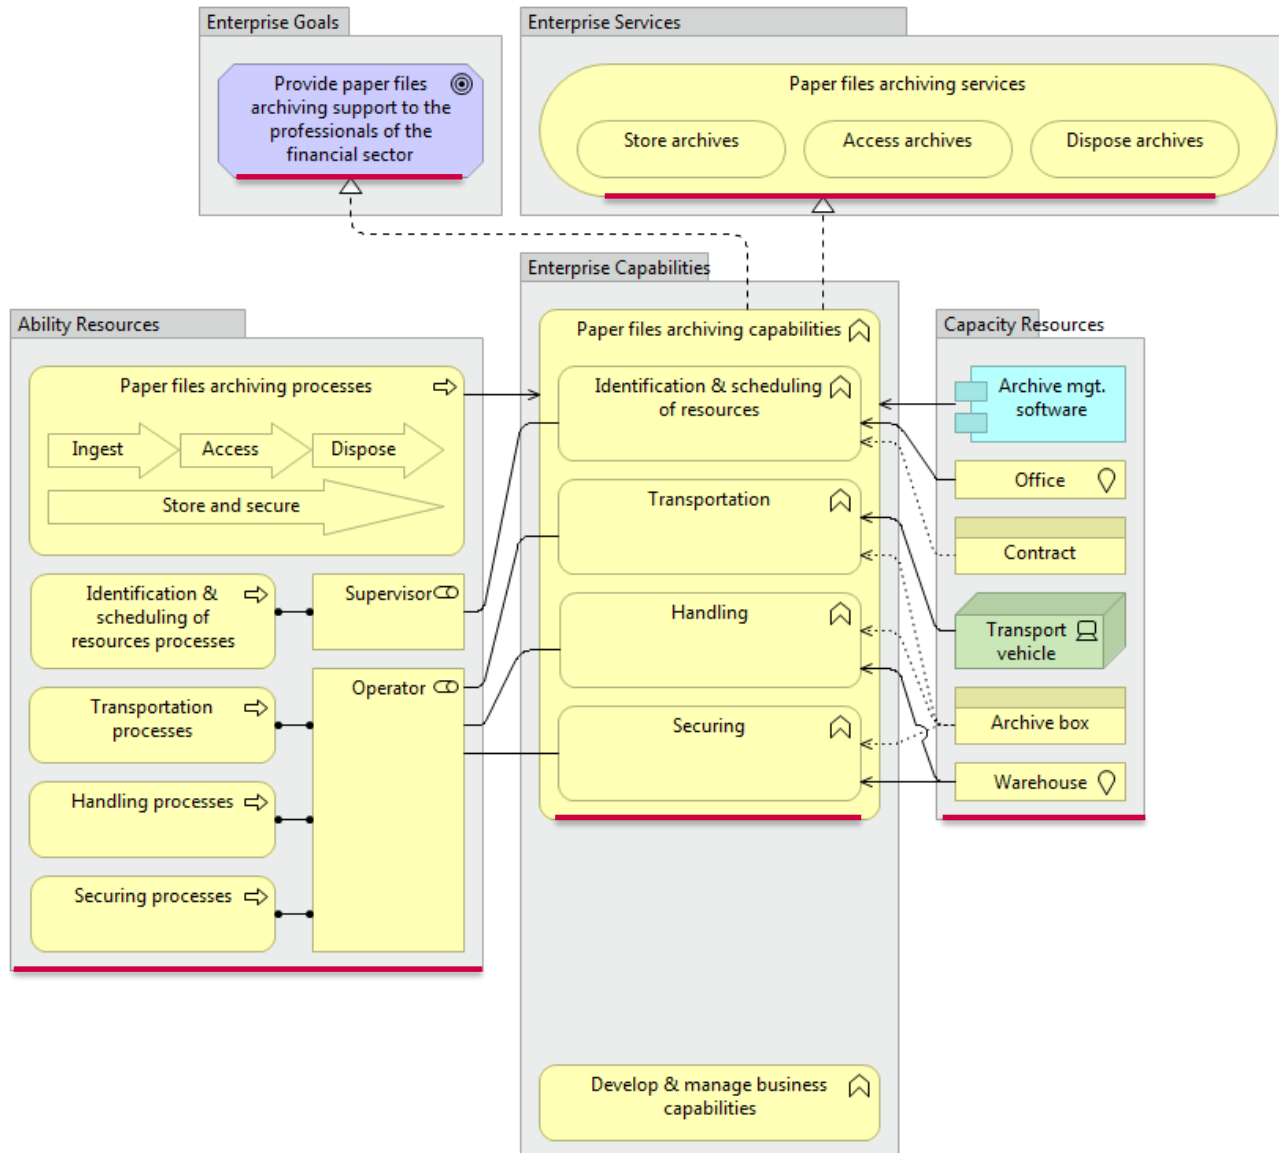 Enterprise Goals
Provide paper files
archiving support to the
professionals of the
financial sector
Enterprise Services
Paper files archiving services
Store archives
Access archives
Dispose archives
Ability Resources
Paper files archiving processes
Ingest
Access
Dispose
Store and secure
Identification &
scheduling of
resources processes
Supervisor
Transportation
processes
Operator
Handling processes
Securing processes
Enterprise Capabilities
Paper files archiving capabilities
Identification & scheduling
of resources
Transportation
Handling
Securing
Develop & manage business
capabilities
Capacity Resources
Archive mgt.
software
Office
Contract
Transport
vehicle
Archive box
Warehouse